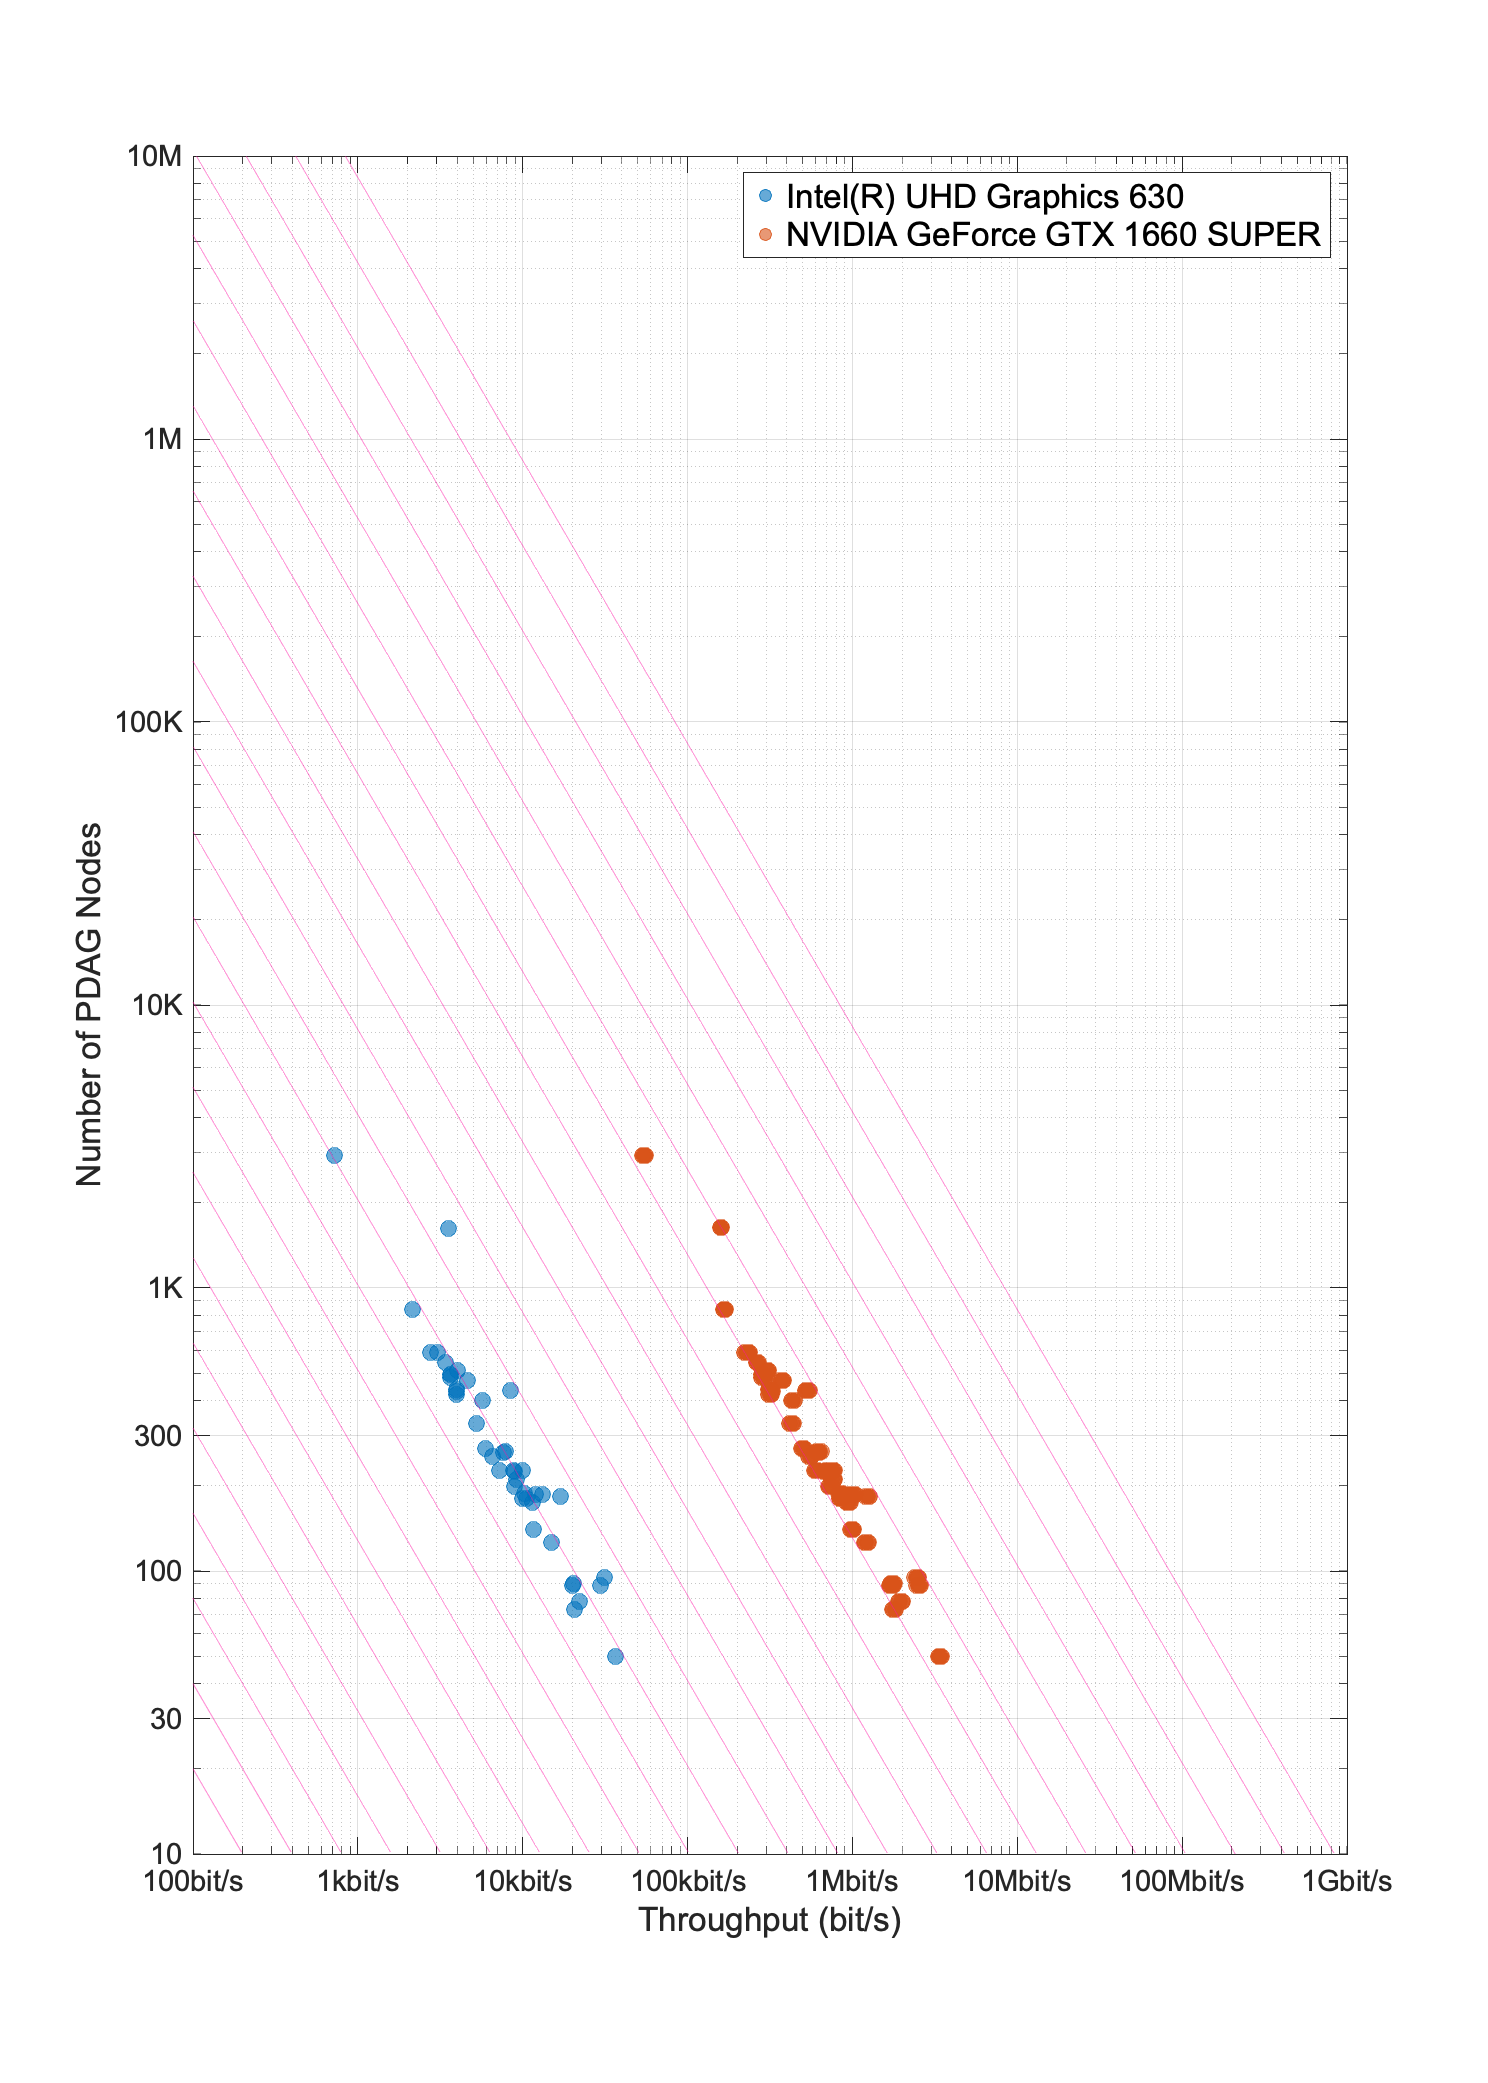 10M
Intel(R) UHD Graphics 630
NVIDIA GeForce GTX 1660 SUPER
1M
100K
Number of PDAG Nodes
10K
1K
300
100
30
10
100bit/s 1kbit/s 10kbit/s 100kbit/s 1Mbit/s 10Mbit/s 100Mbit/s 1Gbit/s
Throughput (bit/s)